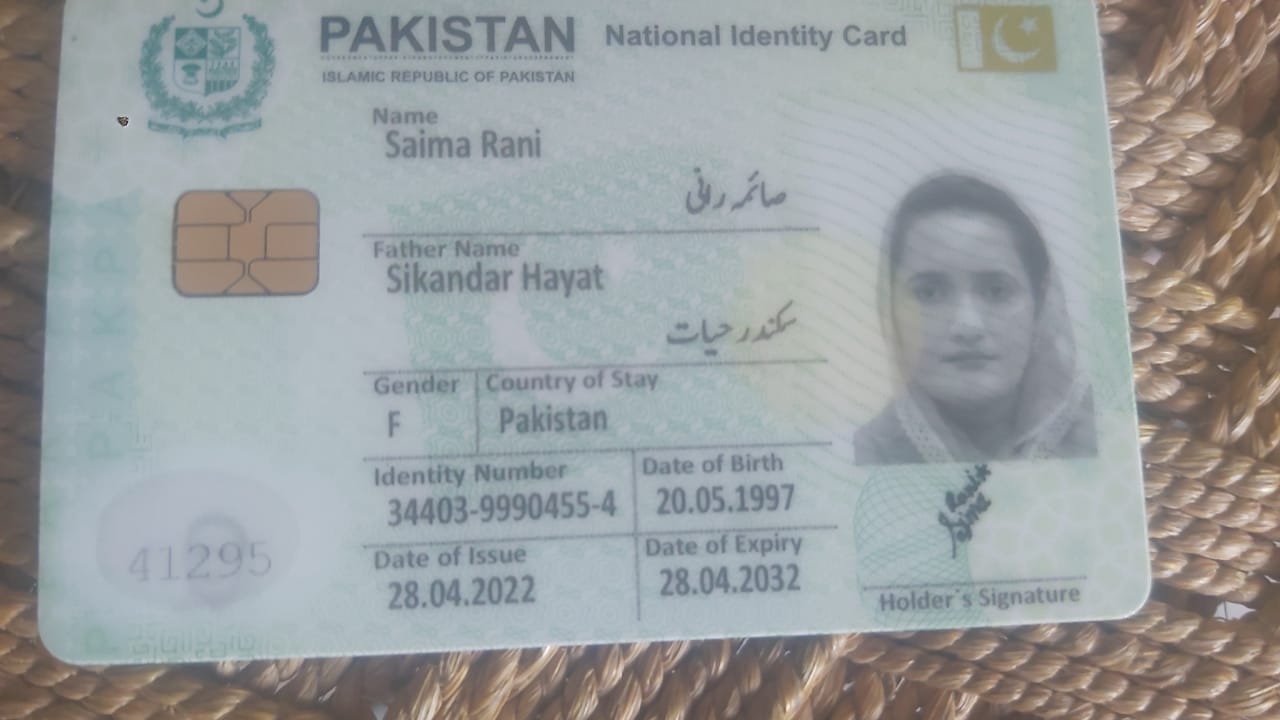 PAKISTAN National Identity Card
ISLAMIC REPUBLIC OF PAKISTAN
Name
Saima Rani
صائمہ رانی
Father Name
Sikandar Hayat
سکندر حیات
Gender Country of Stay
F Pakistan
Identity Number Date of Birth
34403-9990455-4 20.05.1997
Date of Issue Date of Expiry
28.04.2022 28.04.2032
41295
Holder's Signature